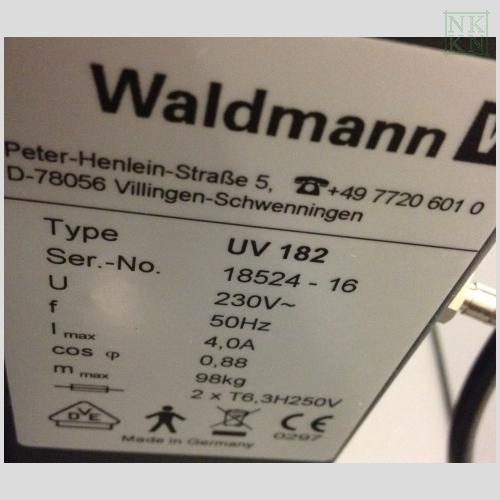 NK
KN
Waldmann W
Peter-Henlein-Straße 5, ☎+49 7720 601 0
D-78056 Villingen-Schwenningen
Type UV 182
Ser.-No. 18524 - 16
U 230V~
f 50Hz
I max 4,0A
cos φ 0,88
m max 98kg
2 x T6,3H250V
DVE CE
0297
Made in Germany